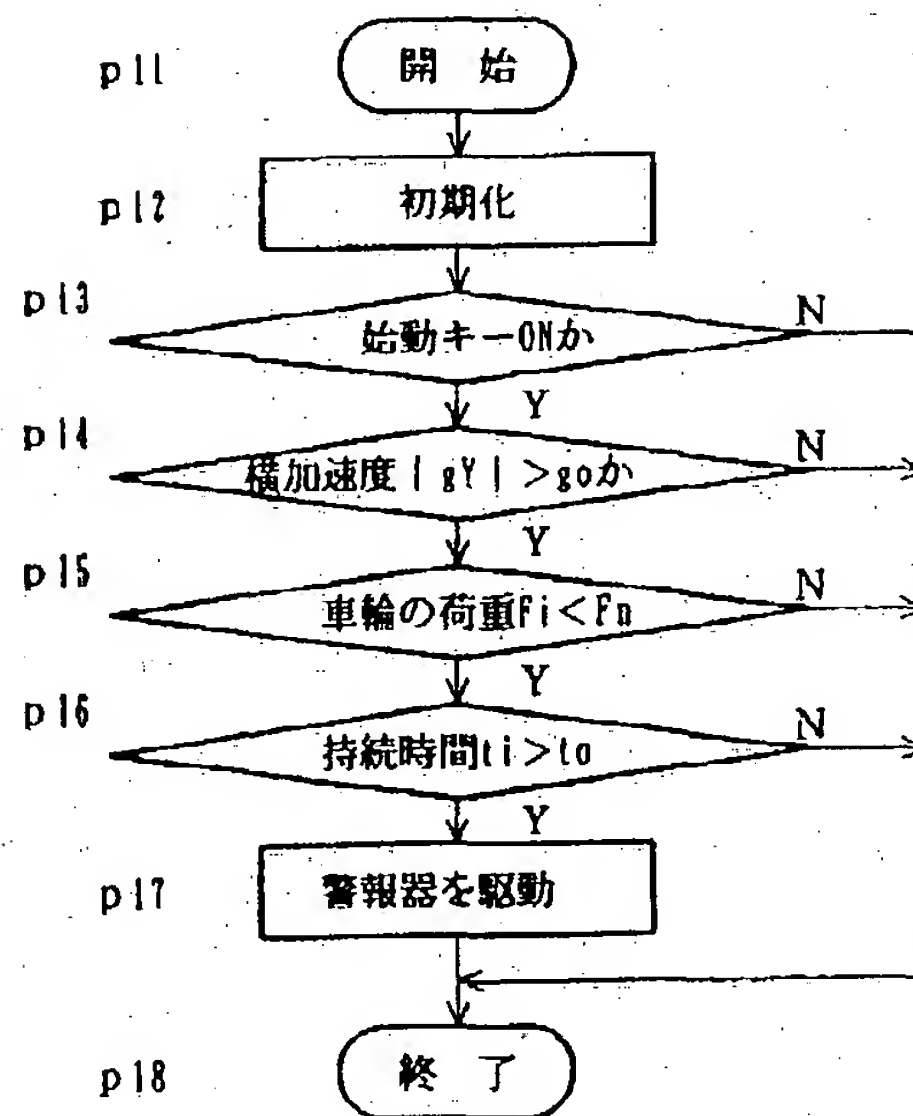 p11 開 始
p12 初期化
p13 始動キーONか N
Y
p14 横加速度|gY|>goか N
Y
p15 車輪の荷重Fi<Fn N
Y
p16 持続時間ti>to N
Y
p17 警報器を駆動
p18 終 了